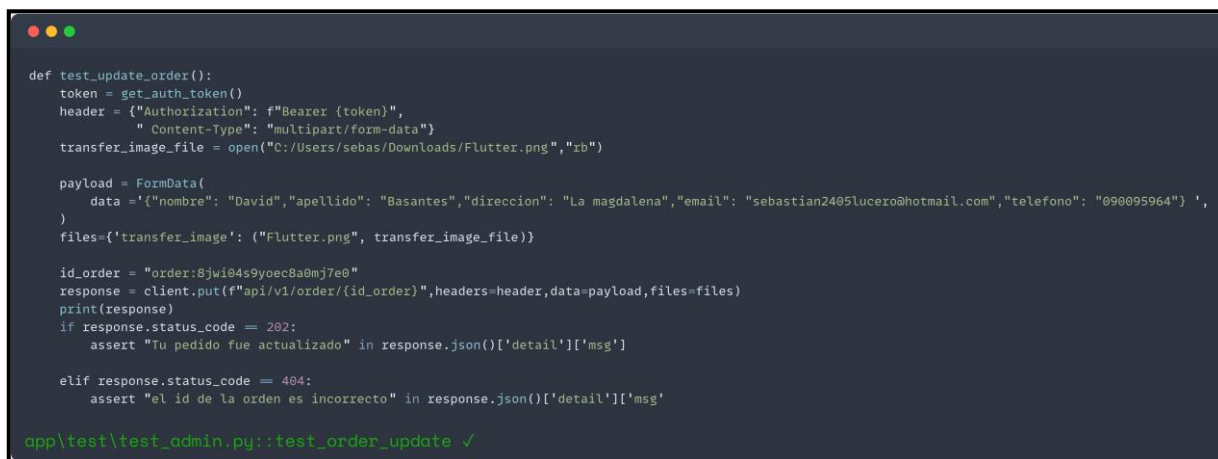 def test_update_order():
    token = get_auth_token()
    header = {"Authorization": f"Bearer {token}",
              " Content-Type": "multipart/form-data"}
    transfer_image_file = open("C:/Users/sebas/Downloads/Flutter.png","rb")
    payload = FormData(
        data ='{"nombre": "David","apellido": "Basantes","direccion": "La magdalena","email": "sebastian2405lucero@hotmail.com","telefono": "090095964"} ',
    )
    files={'transfer_image': ("Flutter.png", transfer_image_file)}
    id_order = "order:8jwi04s9yoec8a0mj7e0"
    response = client.put(f"api/v1/order/{id_order}",headers=header,data=payload,files=files)
    print(response)
    if response.status_code == 202:
        assert "Tu pedido fue actualizado" in response.json()['detail']['msg']
    elif response.status_code == 404:
        assert "el id de la orden es incorrecto" in response.json()['detail']['msg'
app\test\test_admin.py::test_order_update ✓